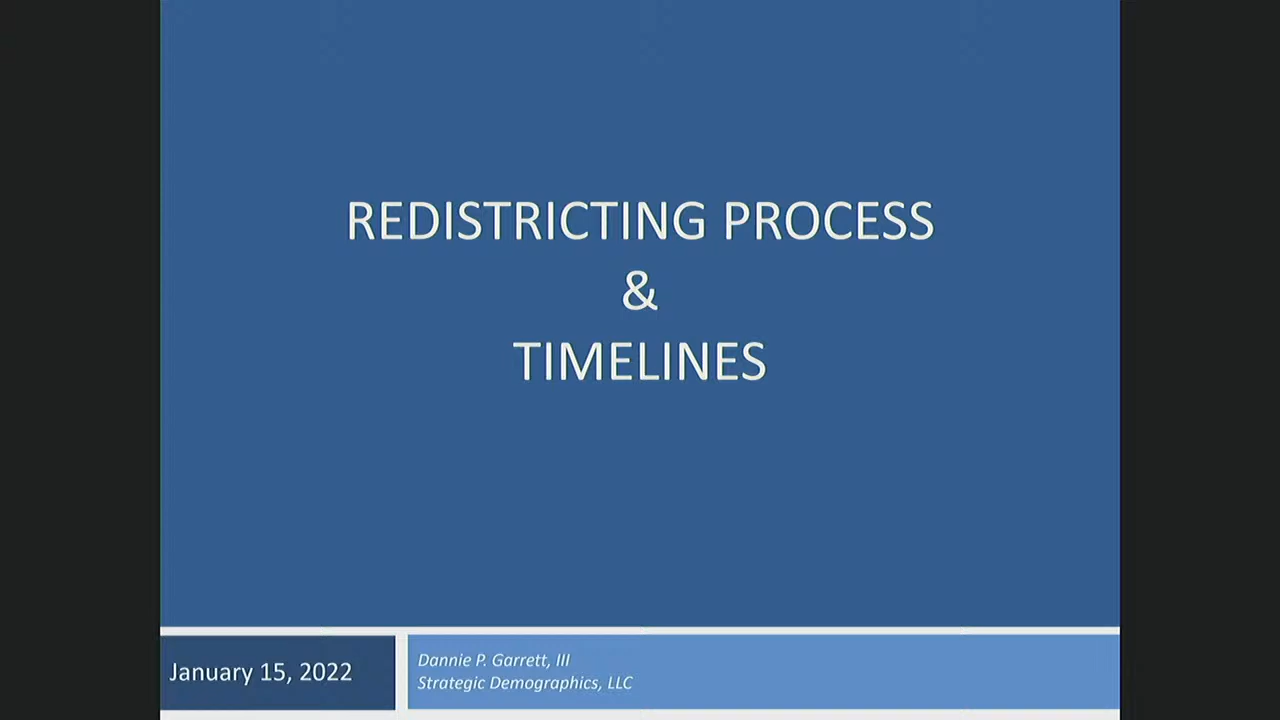 REDISTRICTING PROCESS
&
TIMELINES
January 15, 2022
Dannie P. Garrett, III
Strategic Demographics, LLC